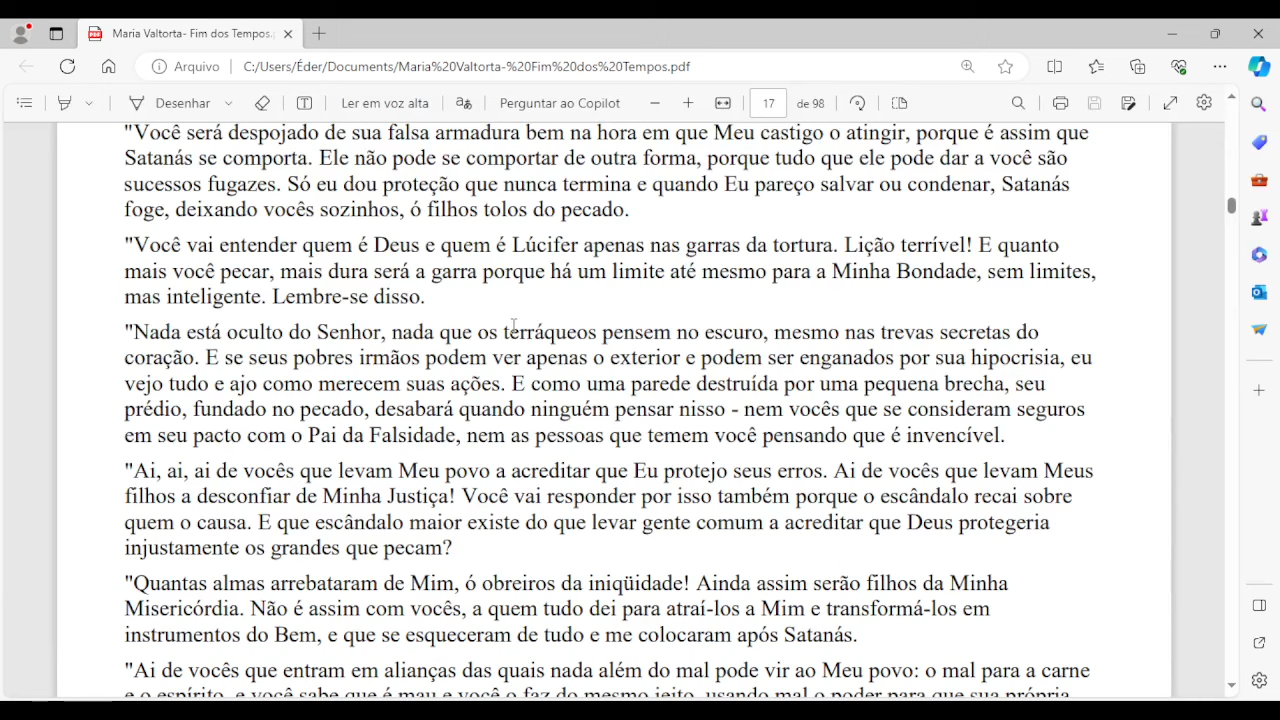 Maria Valtorta- Fim dos Tempos.
Arquivo C:/Users/Éder/Documents/Maria%20Valtorta-%20Fim%20dos%20Tempos.pdf
Desenhar Ler em voz alta Perguntar ao Copilot 17 de 98
"Você será despojado de sua falsa armadura bem na hora em que Meu castigo o atingir, porque é assim que
Satanás se comporta. Ele não pode se comportar de outra forma, porque tudo que ele pode dar a você são
sucessos fugazes. Só eu dou proteção que nunca termina e quando Eu pareço salvar ou condenar, Satanás
foge, deixando vocês sozinhos, ó filhos tolos do pecado.
"Você vai entender quem é Deus e quem é Lúcifer apenas nas garras da tortura. Lição terrível! E quanto
mais você pecar, mais dura será a garra porque há um limite até mesmo para a Minha Bondade, sem limites,
mas inteligente. Lembre-se disso.
"Nada está oculto do Senhor, nada que os terráqueos pensem no escuro, mesmo nas trevas secretas do
coração. E se seus pobres irmãos podem ver apenas o exterior e podem ser enganados por sua hipocrisia, eu
vejo tudo e ajo como merecem suas ações. E como uma parede destruída por uma pequena brecha, seu
prédio, fundado no pecado, desabará quando ninguém pensar nisso - nem vocês que se consideram seguros
em seu pacto com o Pai da Falsidade, nem as pessoas que temem você pensando que é invencível.
"Ai, ai, ai de vocês que levam Meu povo a acreditar que Eu protejo seus erros. Ai de vocês que levam Meus
filhos a desconfiar de Minha Justiça! Você vai responder por isso também porque o escândalo recai sobre
quem o causa. E que escândalo maior existe do que levar gente comum a acreditar que Deus protegeria
injustamente os grandes que pecam?
"Quantas almas arrebataram de Mim, ó obreiros da iniqüidade! Ainda assim serão filhos da Minha
Misericórdia. Não é assim com vocês, a quem tudo dei para atraí-los a Mim e transformá-los em
instrumentos do Bem, e que se esqueceram de tudo e me colocaram após Satanás.
"Ai de vocês que entram em alianças das quais nada além do mal pode vir ao Meu povo: o mal para a carne
e o espírito, e você sabe que é mau e você o faz do mesmo jeito, usando mal o poder para que sua própria